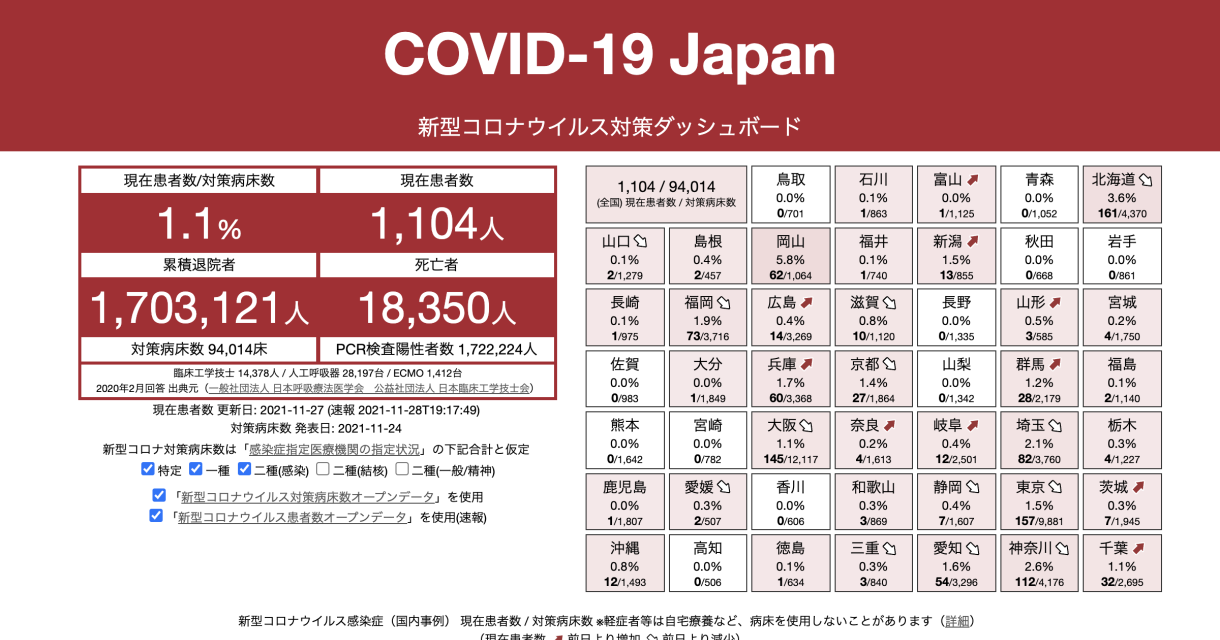 COVID-19 Japan
新型コロナウイルス対策ダッシュボード
現在患者数/対策病床数
現在患者数
1.1%
1,104人
累積退院者
死亡者
1,703,121人
18,350人
対策病床数 94,014床
PCR検査陽性者数 1,722,224人
臨床工学技士 14,378人 / 人工呼吸器 28,197台 / ECMO 1,412台
2020年2月回答 出典元（一般社団法人 日本呼吸療法医学会　公益社団法人 日本臨床工学技士会）
現在患者数 更新日: 2021-11-27 (速報 2021-11-28T19:17:49)
対策病床数 発表日: 2021-11-24
新型コロナ対策病床数は「感染症指定医療機関の指定状況」の下記合計と仮定
特定 一種 二種(感染) 二種(結核) 二種(一般/精神)
「新型コロナウイルス対策病床数オープンデータ」を使用
「新型コロナウイルス患者数オープンデータ」を使用(速報)
1,104 / 94,014
(全国) 現在患者数 / 対策病床数
鳥取
0.0%
0/701
石川
0.1%
1/863
富山
0.0%
1/1,125
青森
0.0%
0/1,052
北海道
3.6%
161/4,370
山口
0.1%
2/1,279
島根
0.4%
2/457
岡山
5.8%
62/1,064
福井
0.1%
1/740
新潟
1.5%
13/855
秋田
0.0%
0/668
岩手
0.0%
0/861
長崎
0.1%
1/975
福岡
1.9%
73/3,716
広島
0.4%
14/3,269
滋賀
0.8%
10/1,120
長野
0.0%
0/1,335
山形
0.5%
3/585
宮城
0.2%
4/1,750
佐賀
0.0%
0/983
大分
0.0%
1/1,849
兵庫
1.7%
60/3,368
京都
1.4%
27/1,864
山梨
0.0%
0/1,342
群馬
1.2%
28/2,179
福島
0.1%
2/1,140
熊本
0.0%
0/1,642
宮崎
0.0%
0/782
大阪
1.1%
145/12,117
奈良
0.2%
4/1,613
岐阜
0.4%
12/2,501
埼玉
2.1%
82/3,760
栃木
0.3%
4/1,227
鹿児島
0.0%
1/1,807
愛媛
0.3%
2/507
香川
0.0%
0/606
和歌山
0.3%
3/869
静岡
0.4%
7/1,607
東京
1.5%
157/9,881
茨城
0.3%
7/1,945
沖縄
0.8%
12/1,493
高知
0.0%
0/506
徳島
0.1%
1/634
三重
0.3%
3/840
愛知
1.6%
54/3,296
神奈川
2.6%
112/4,176
千葉
1.1%
32/2,695
新型コロナウイルス感染症（国内事例） 現在患者数 / 対策病床数 ※軽症者等は自宅療養など、病床を使用しないことがあります（詳細）
（現在患者数 前日より増加 前日より減少）